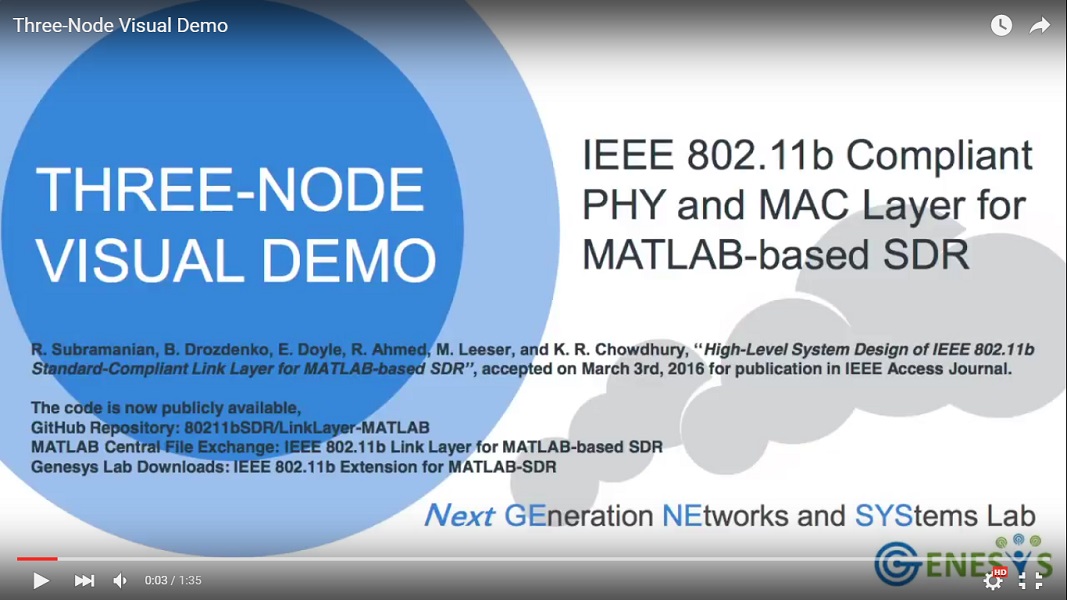 Three-Node Visual Demo
THREE-NODE
VISUAL DEMO
IEEE 802.11b Compliant
PHY and MAC Layer for
MATLAB-based SDR
R. Subramanian, B. Drozdenko, E. Doyle, R. Ahmed, M. Leeser, and K. R. Chowdhury, "High-Level System Design of IEEE 802.11b
Standard-Compliant Link Layer for MATLAB-based SDR", accepted on March 3rd, 2016 for publication in IEEE Access Journal.
The code is now publicly available,
GitHub Repository: 80211bSDR/LinkLayer-MATLAB
MATLAB Central File Exchange: IEEE 802.11b Link Layer for MATLAB-based SDR
Genesys Lab Downloads: IEEE 802.11b Extension for MATLAB-SDR
Next GEneration NEtworks and SYStems Lab
GENESYS
HD
0:03 / 1:35